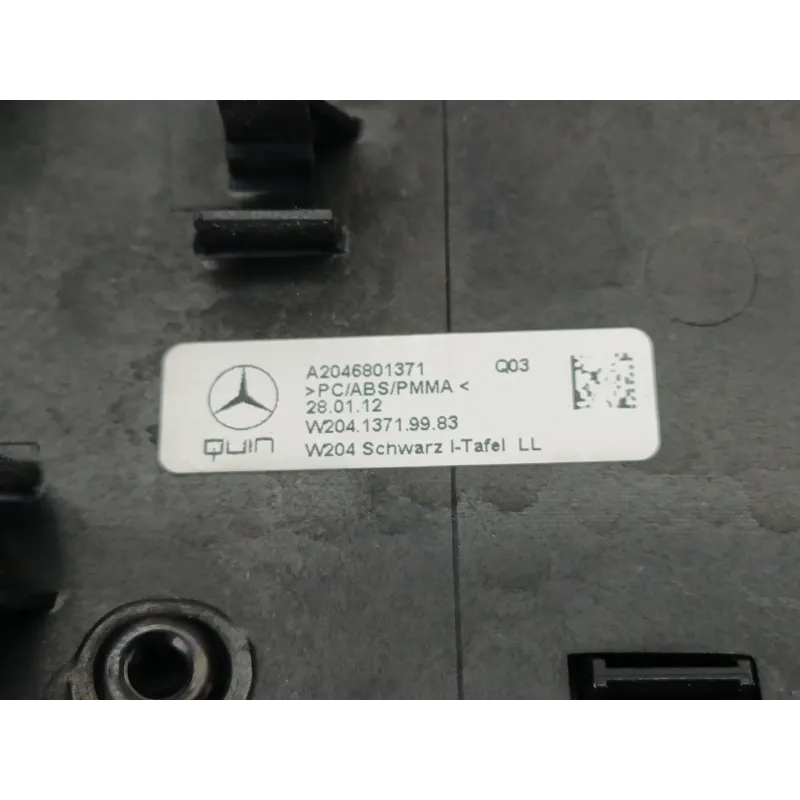 A2046801371 Q03
>PC/ABS/PMMA<
28.01.12
W204.1371.99.83
QUIN W204 Schwarz I-Tafel LL